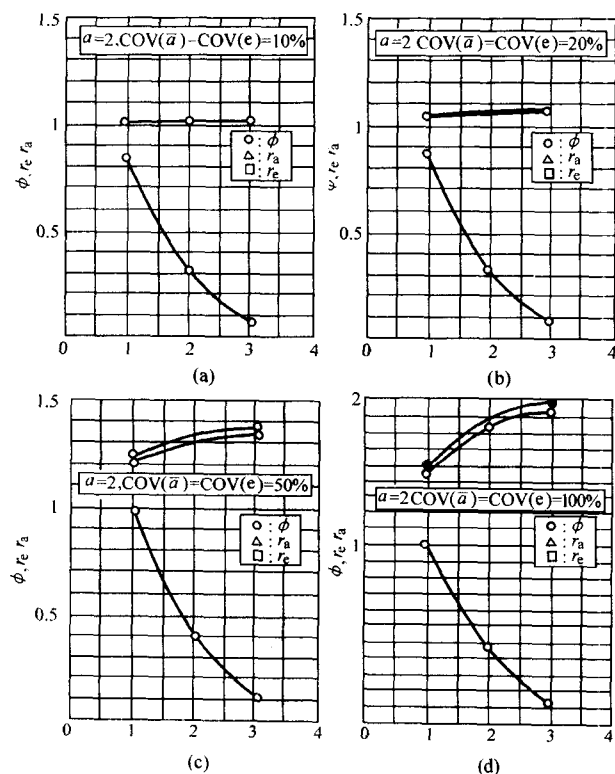 1.5
a=2,COV(a̅)−COV(e)=10%
1
○: ϕ
△: r_a
□: r_e
ϕ, r_e r_a
0.5
0 1 2 3 4
(a)
1.5
a=2 COV(a̅)=COV(e)=20%
1
○: ϕ
△: r_a
□: r_e
ψ, r_e r_a
0.5
0 1 2 3 4
(b)
1.5
a=2,COV(a̅)=COV(e)=50%
1
○: ϕ
△: r_a
□: r_e
ϕ, r_e r_a
0.5
0 1 2 3 4
(c)
2
a=2COV(a̅)=COV(e)=100%
○: ϕ
△: r_a
□: r_e
1
ϕ, r_e r_a
0 1 2 3 4
(d)